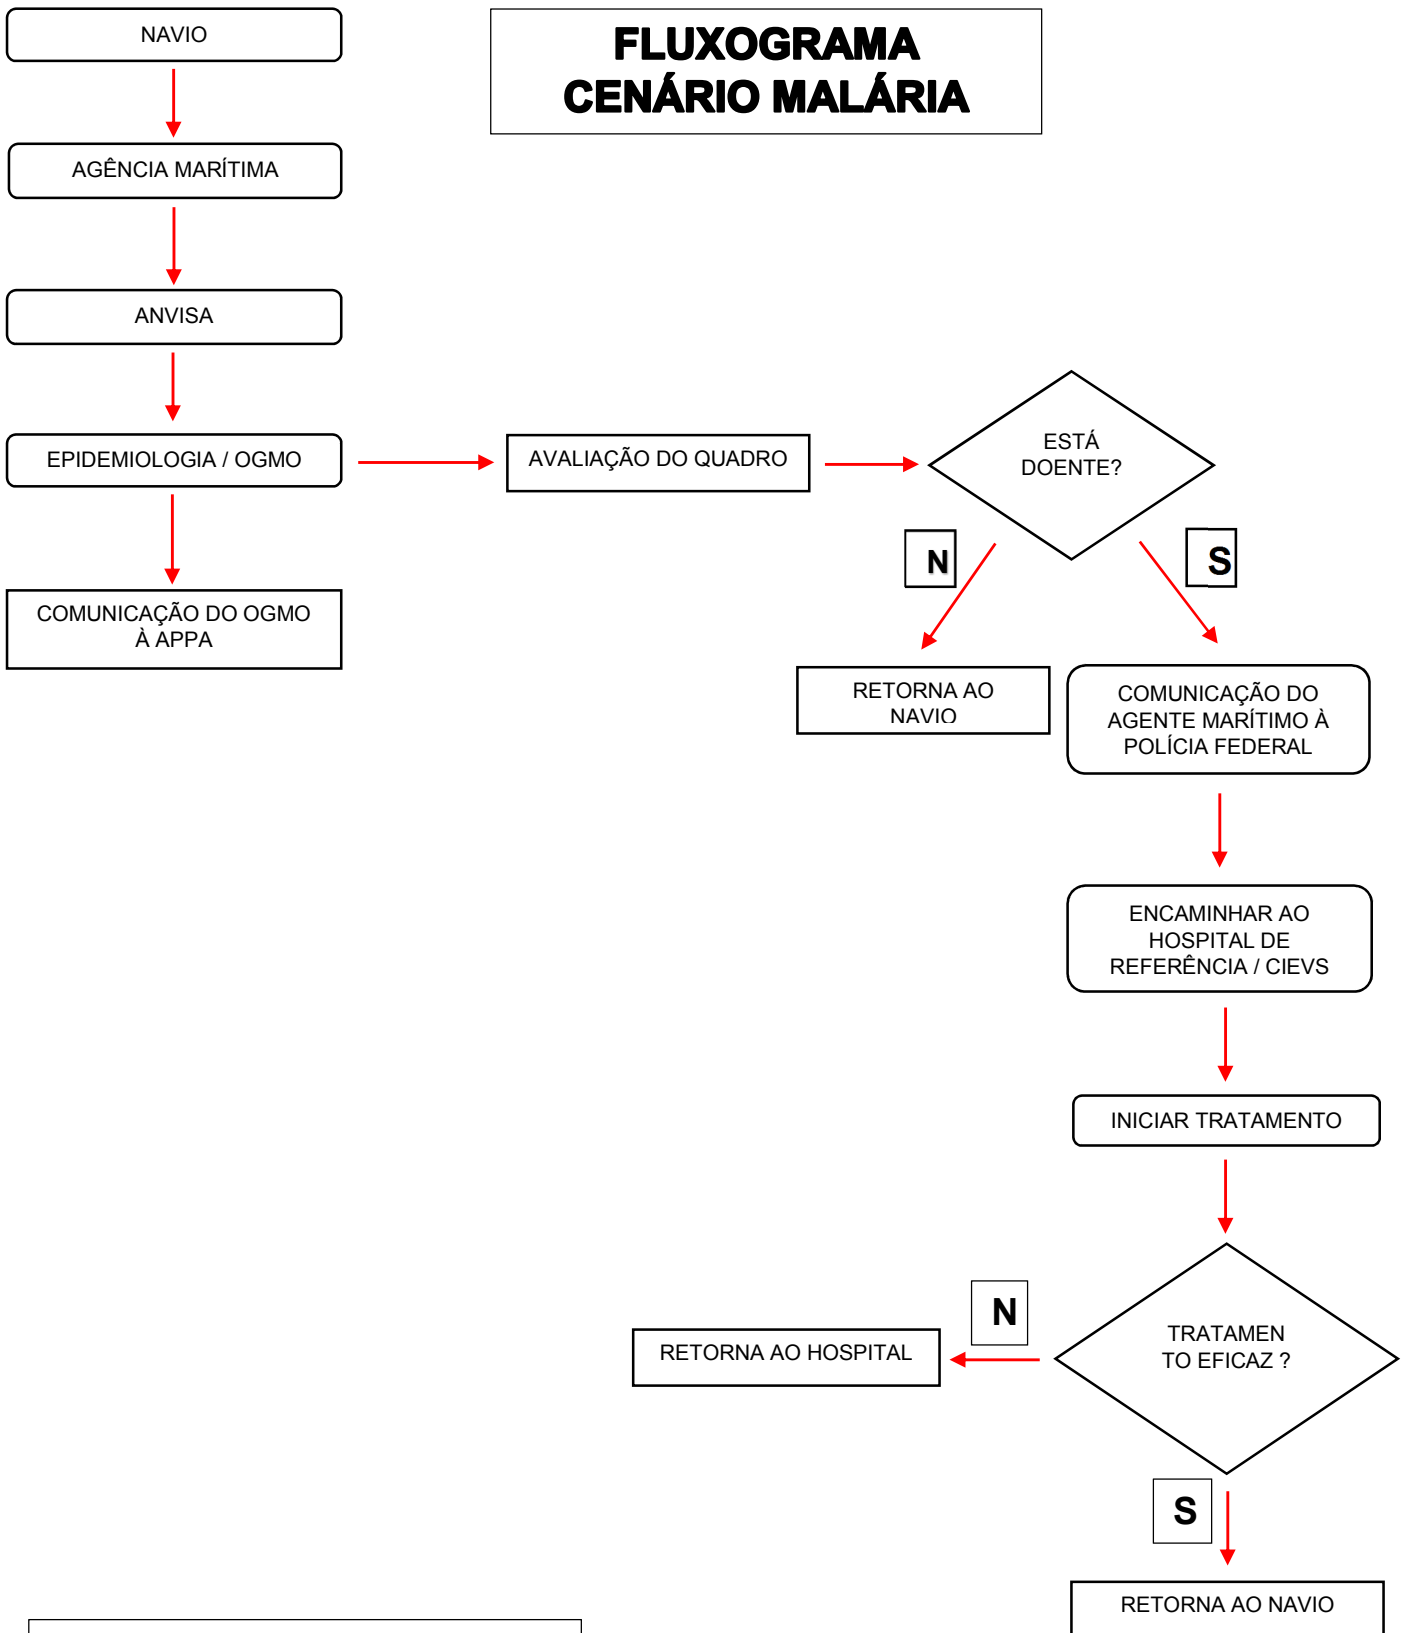 NAVIO
FLUXOGRAMA
CENÁRIO MALÁRIA
AGÊNCIA MARÍTIMA
ANVISA
EPIDEMIOLOGIA / OGMO
AVALIAÇÃO DO QUADRO
ESTÁ
DOENTE?
COMUNICAÇÃO DO OGMO
À APPA
N
S
RETORNA AO
NAVIO
COMUNICAÇÃO DO
AGENTE MARÍTIMO À
POLÍCIA FEDERAL
ENCAMINHAR AO
HOSPITAL DE
REFERÊNCIA / CIEVS
INICIAR TRATAMENTO
TRATAMEN
TO EFICAZ ?
N
RETORNA AO HOSPITAL
S
RETORNA AO NAVIO